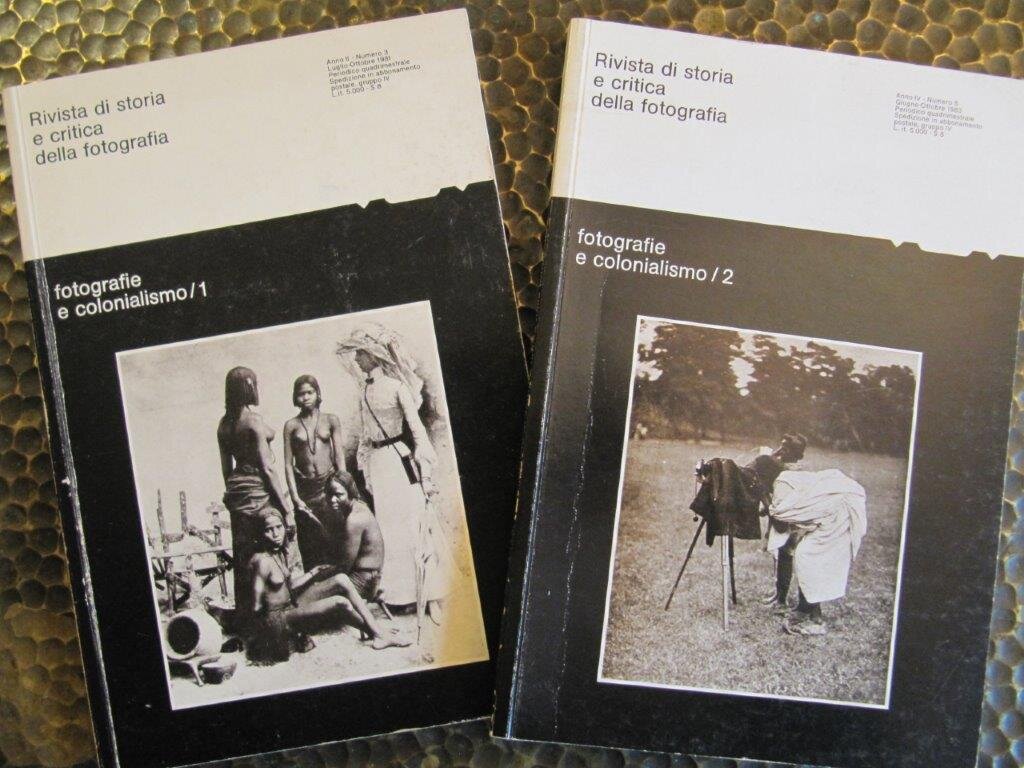 Rivista di storia
e critica
della fotografia
Anno II - Numero 3
Luglio-Ottobre 1981
Periodico quadrimestrale
Spedizione in abbonamento
postale, gruppo IV
L. it. 5.000 - $ 8
fotografie
e colonialismo/1
Rivista di storia
e critica
della fotografia
Anno IV - Numero 5
Giugno-Ottobre 1983
Periodico quadrimestrale
Spedizione in abbonamento
postale, gruppo IV
L. it. 5.000 - $ 8
fotografie
e colonialismo/2